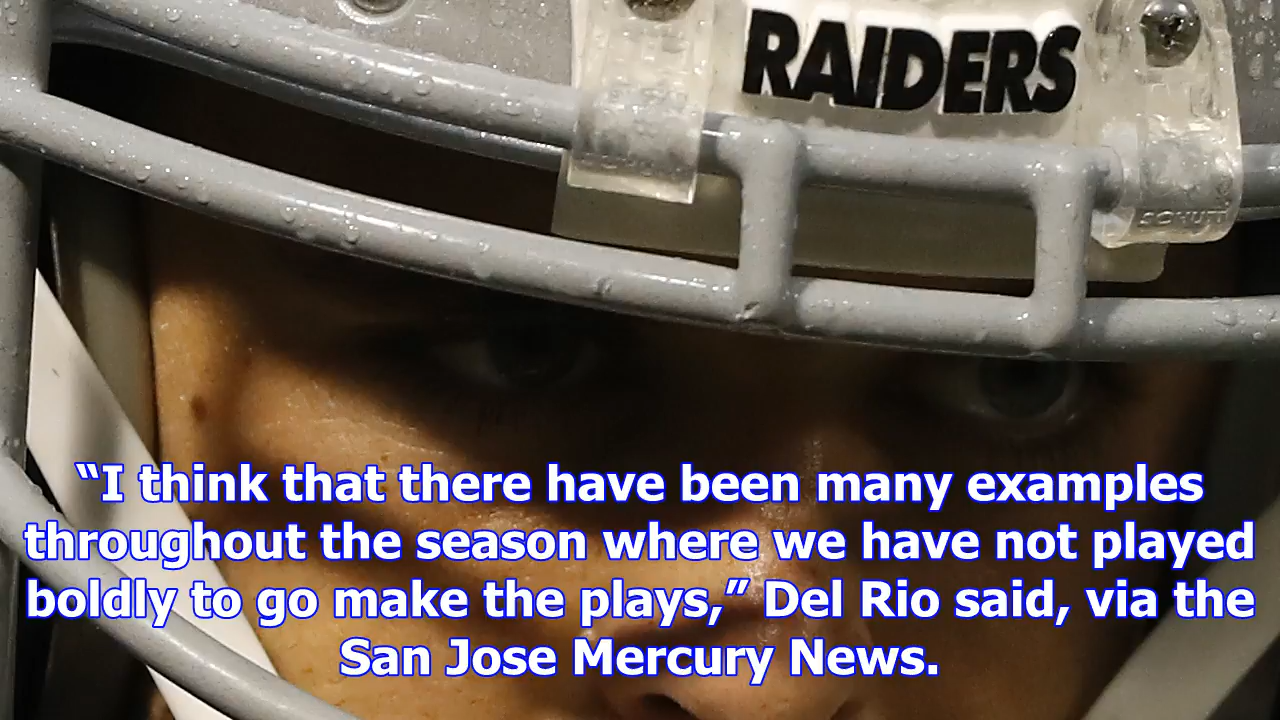 RAIDERS
SCHUTT
“I think that there have been many examples
throughout the season where we have not played
boldly to go make the plays,” Del Rio said, via the
San Jose Mercury News.